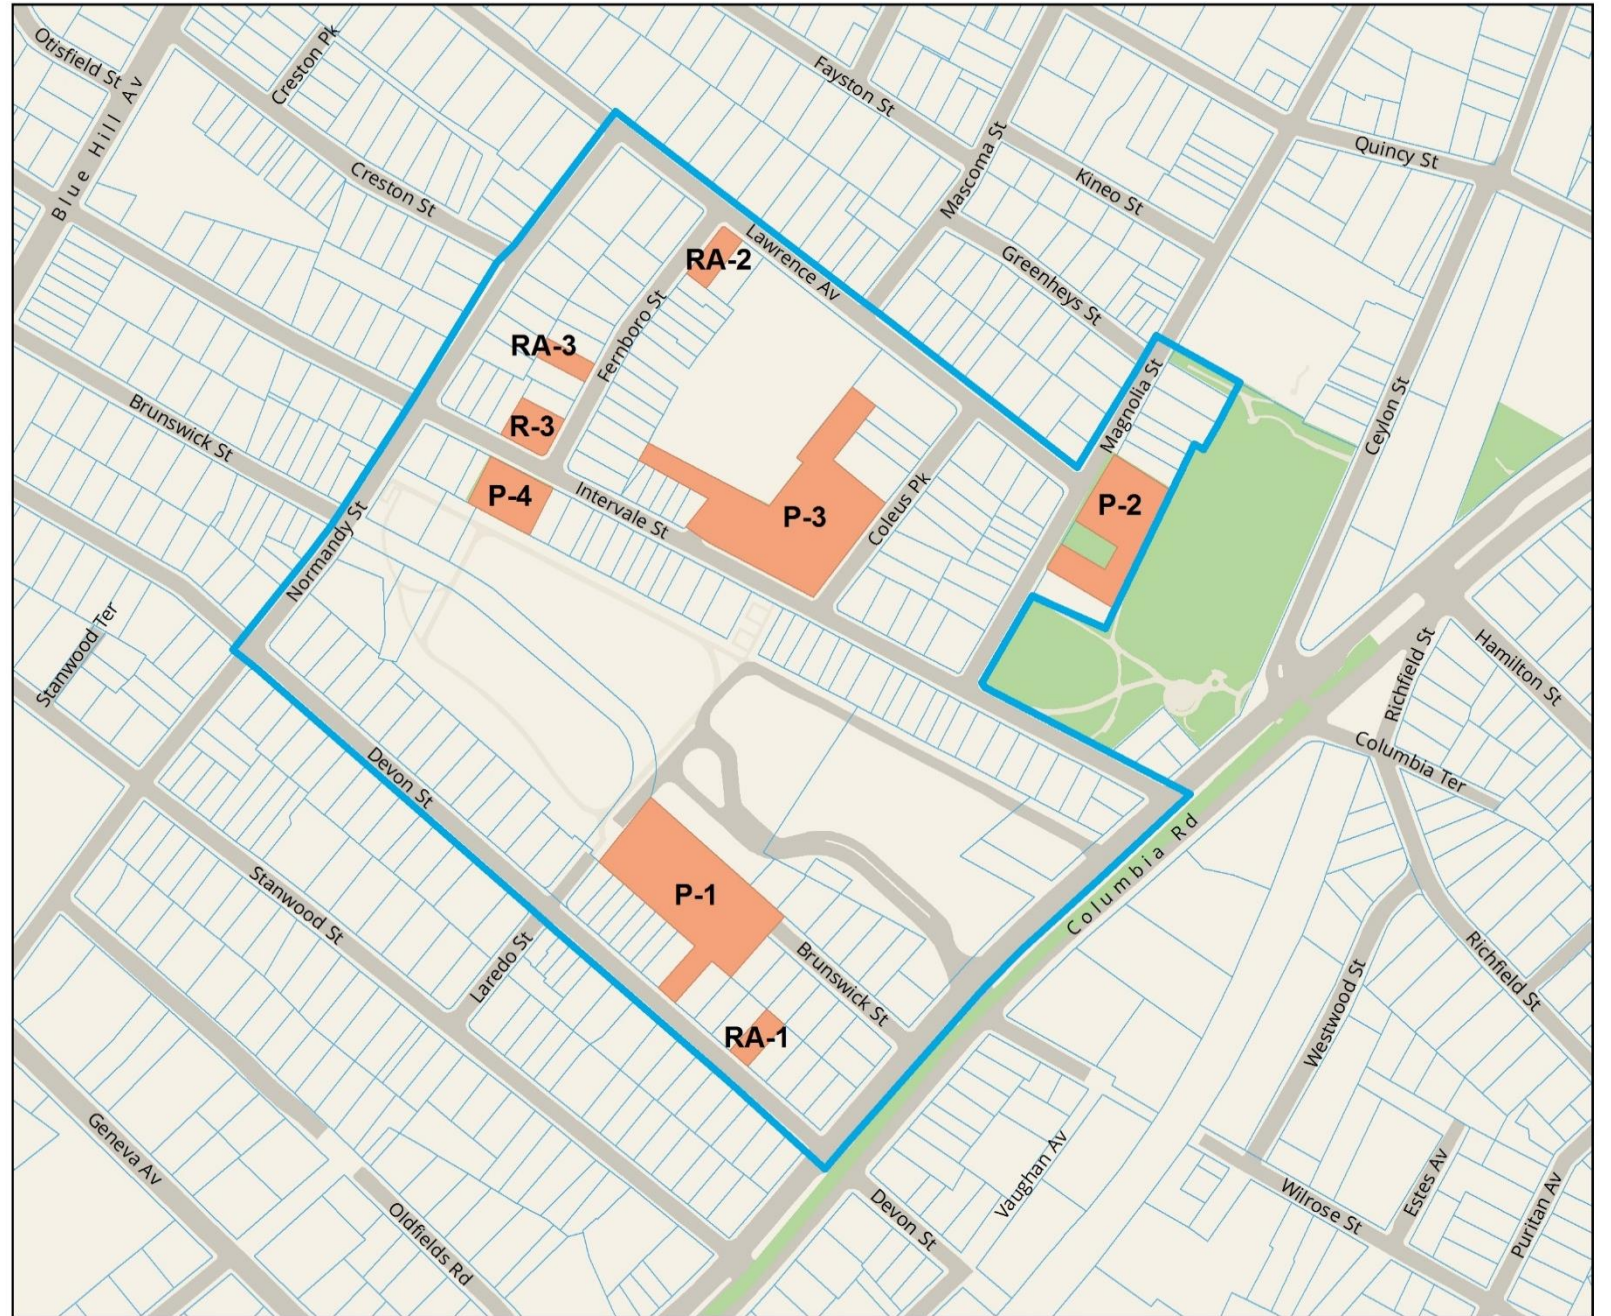 Otisfield St
Creston Pk
Blue Hill Av
Creston St
Fayston St
Mascoma St
Quincy St
Kineo St
Greenheys St
Lawrence Av
RA-2
RA-3
Fernboro St
R-3
P-4
Intervale St
P-3
Coleus Pk
Magnolia St
P-2
Ceylon St
Brunswick St
Normandy St
Stanwood Ter
Richfield St
Hamilton St
Columbia Ter
Devon St
Columbia Rd
P-1
Stanwood St
Laredo St
Brunswick St
RA-1
Westwood St
Richfield St
Geneva Av
Oldfields Rd
Devon St
Vaughan Av
Wilrose St
Estes Av
Puritan Av